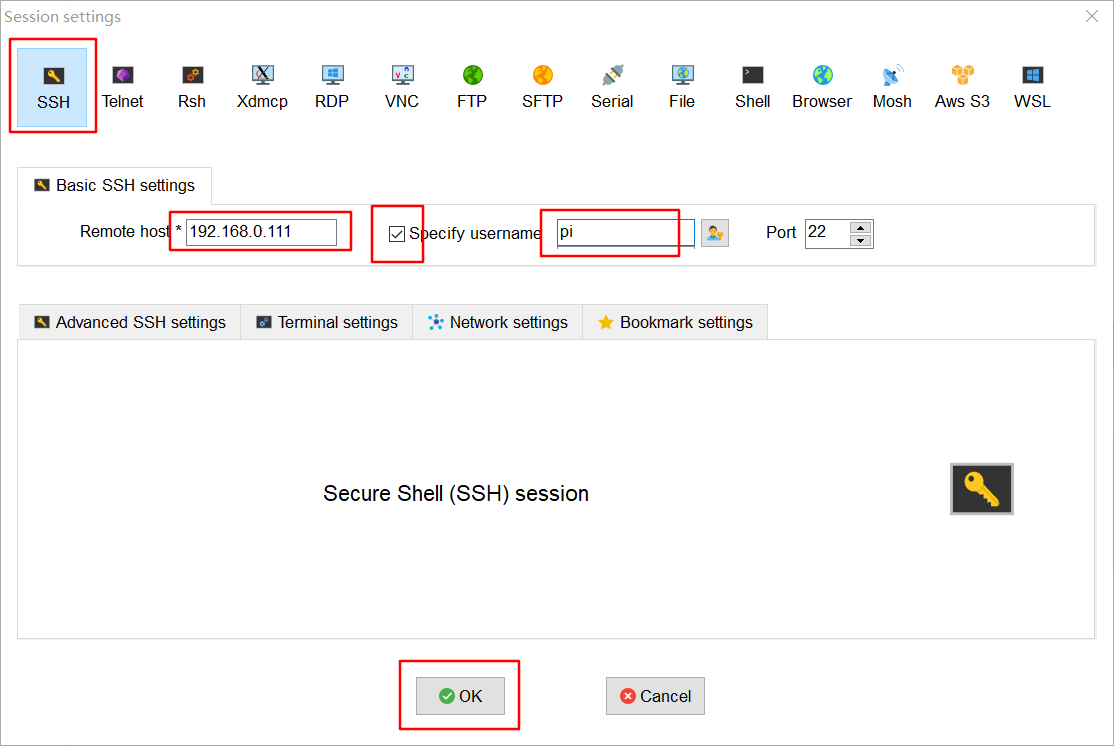 Session settings
SSH Telnet Rsh Xdmcp RDP VNC FTP SFTP Serial File Shell Browser Mosh Aws S3 WSL
Basic SSH settings
Remote host * 192.168.0.111 Specify username pi Port 22
Advanced SSH settings Terminal settings Network settings Bookmark settings
Secure Shell (SSH) session
OK Cancel